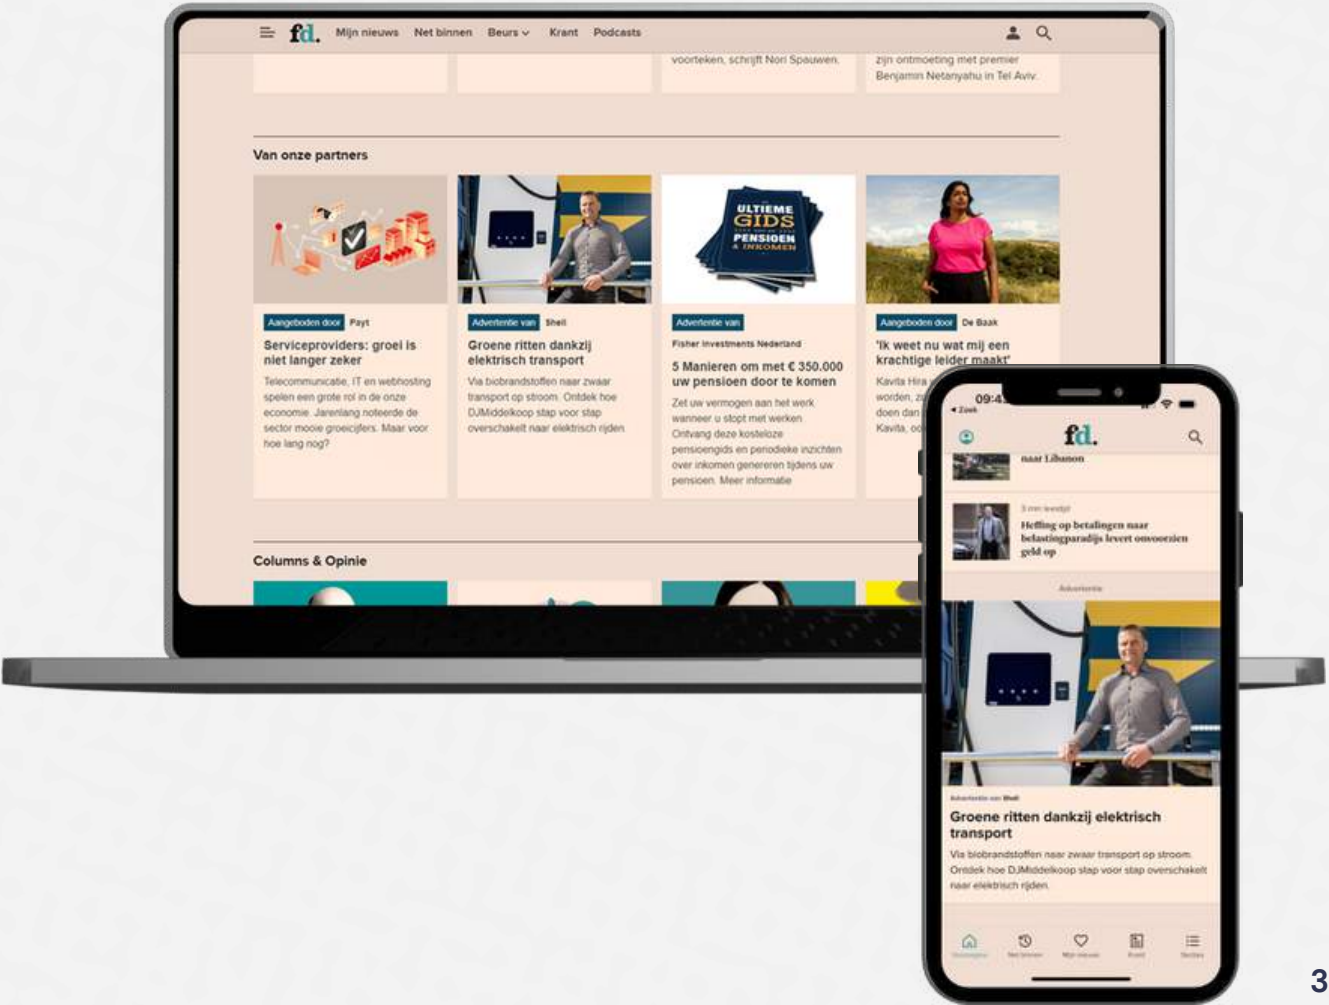 fd.
Mijn nieuws Net binnen Beurs Krant Podcasts
voorteken, schrijft Nori Spauwen.
zijn ontmoeting met premier
Benjamin Netanyahu in Tel Aviv.
Van onze partners
Aangeboden door Payt
Serviceproviders: groei is
niet langer zeker
Telecommunicatie, IT en webhosting
spelen een grote rol in de onze
economie. Jarenlang noteerde de
sector mooie groeicijfers. Maar voor
hoe lang nog?
Advertentie van Shell
Groene ritten dankzij
elektrisch transport
Via biobrandstoffen naar zwaar
transport op stroom. Ontdek hoe
DJMiddelkoop stap voor stap
overschakelt naar elektrisch rijden
ULTIEME
GIDS
PENSIOEN
& INKOMEN
Advertentie van
Fisher Investments Nederland
5 Manieren om met € 350.000
uw pensioen door te komen
Zet uw vermogen aan het werk
wanneer u stopt met werken
Ontvang deze kosteloze
pensioengids en periodieke inzichten
over inkomen genereren tijdens uw
pensioen. Meer informatie
Aangeboden door De Baak
'Ik weet nu wat mij een
krachtige leider maakt'
Kavita Hira
worden, 
doen dan
Kavita,
Columns & Opinie
09:4
Zoek
fd.
naar Libanon
3 min leestijd
Heffing op betalingen naar
belastingparadijs levert onvoorzien
geld op
Advertentie
Advertentie van Shell
Groene ritten dankzij elektrisch
transport
Via biobrandstoffen naar zwaar transport op stroom.
Ontdek hoe DJMiddelkoop stap voor stap overschakelt
naar elektrisch rijden.
Net binnen Mijn nieuws Krant Secties
3